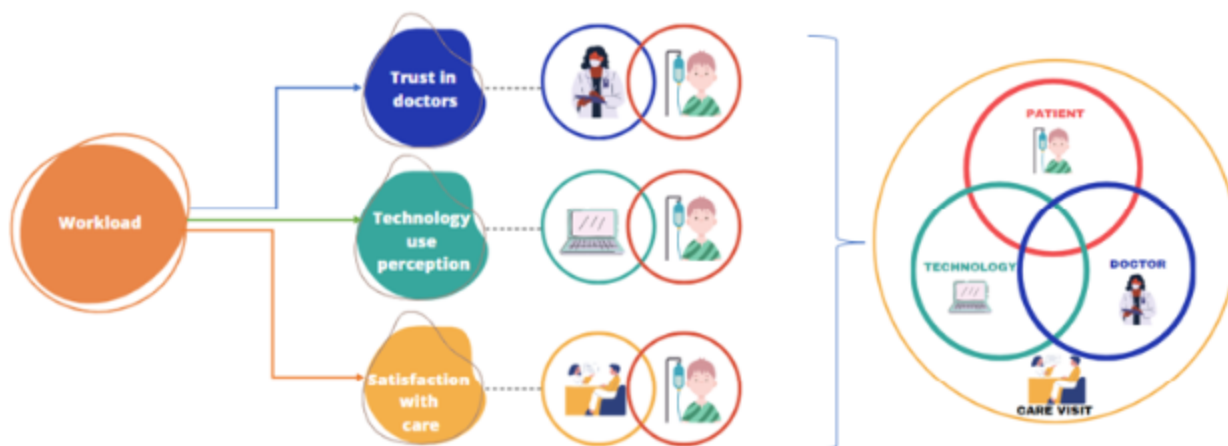 Trust in
doctors
Workload
Technology
use
perception
Satisfaction
with
care
PATIENT
TECHNOLOGY
DOCTOR
CARE VISIT